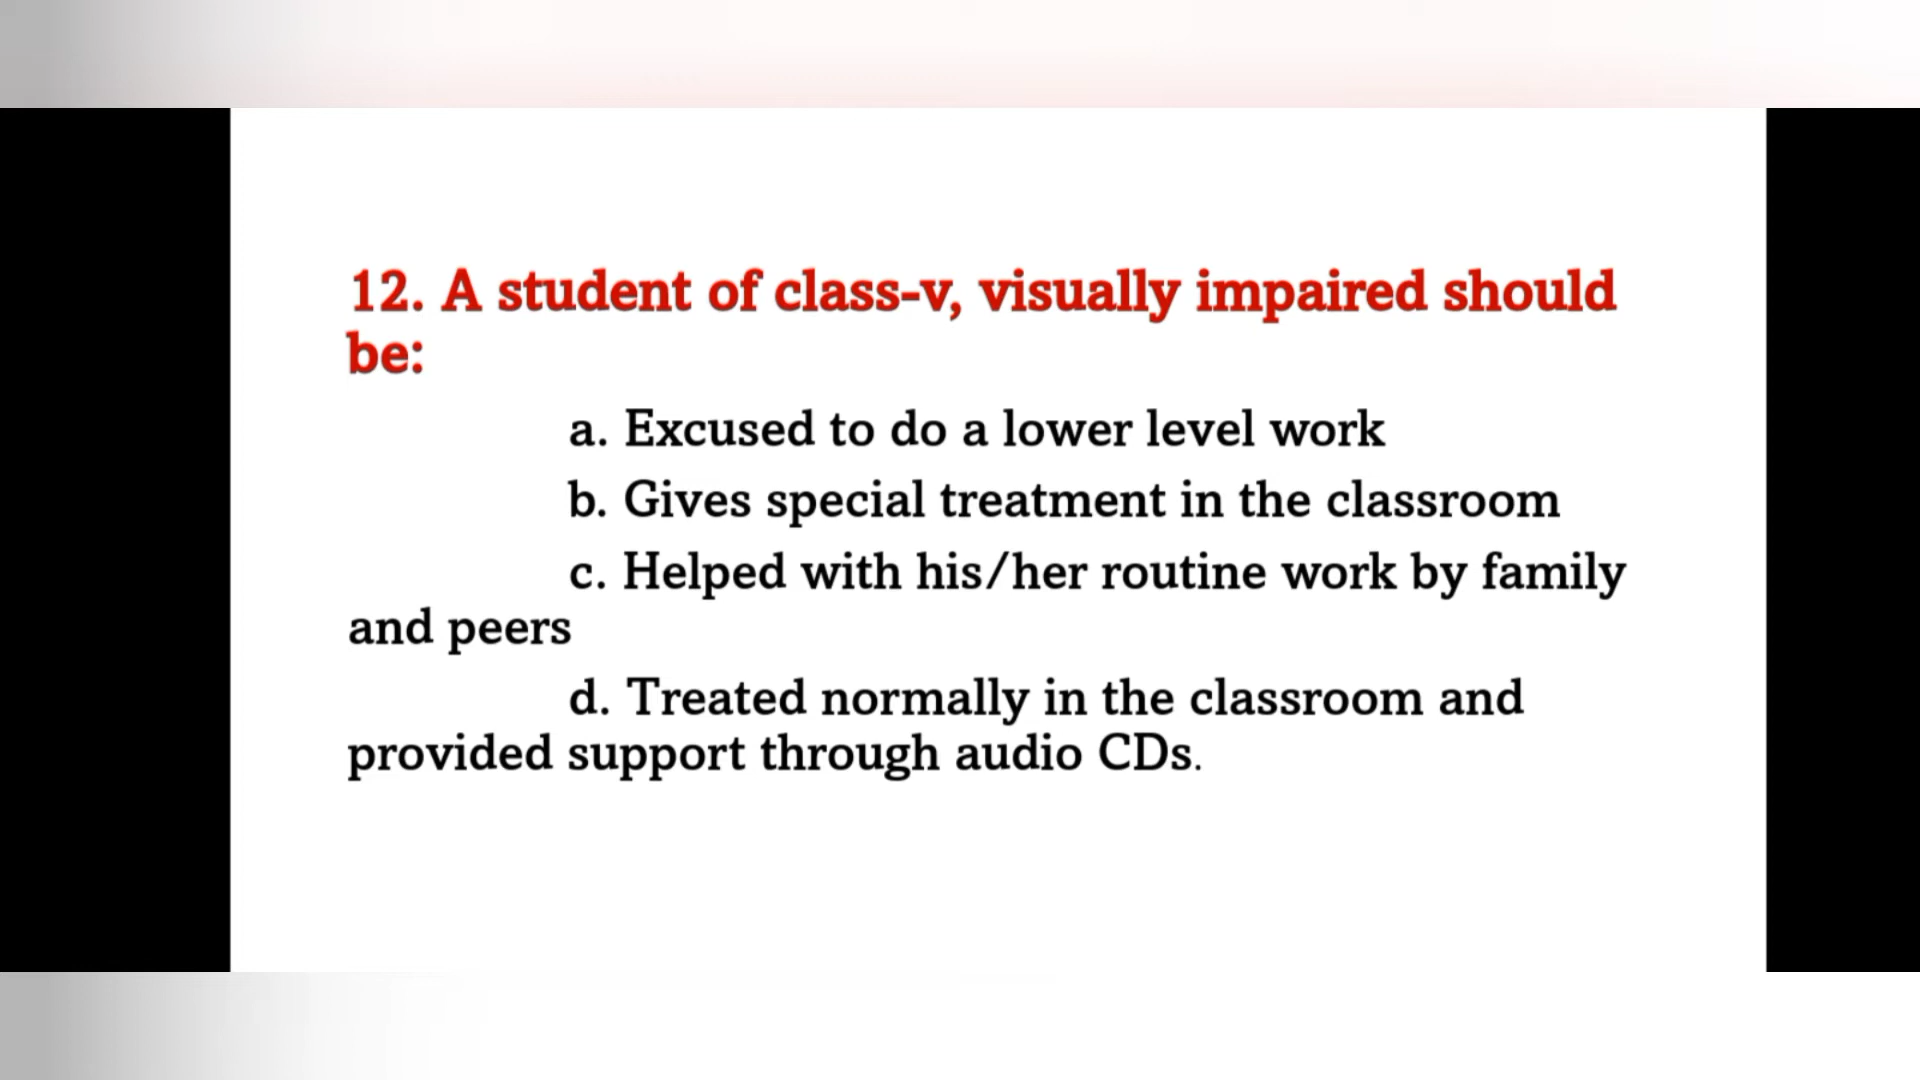 12. A student of class-v, visually impaired should
be:
a. Excused to do a lower level work
b. Gives special treatment in the classroom
c. Helped with his/her routine work by family
and peers
d. Treated normally in the classroom and
provided support through audio CDs.